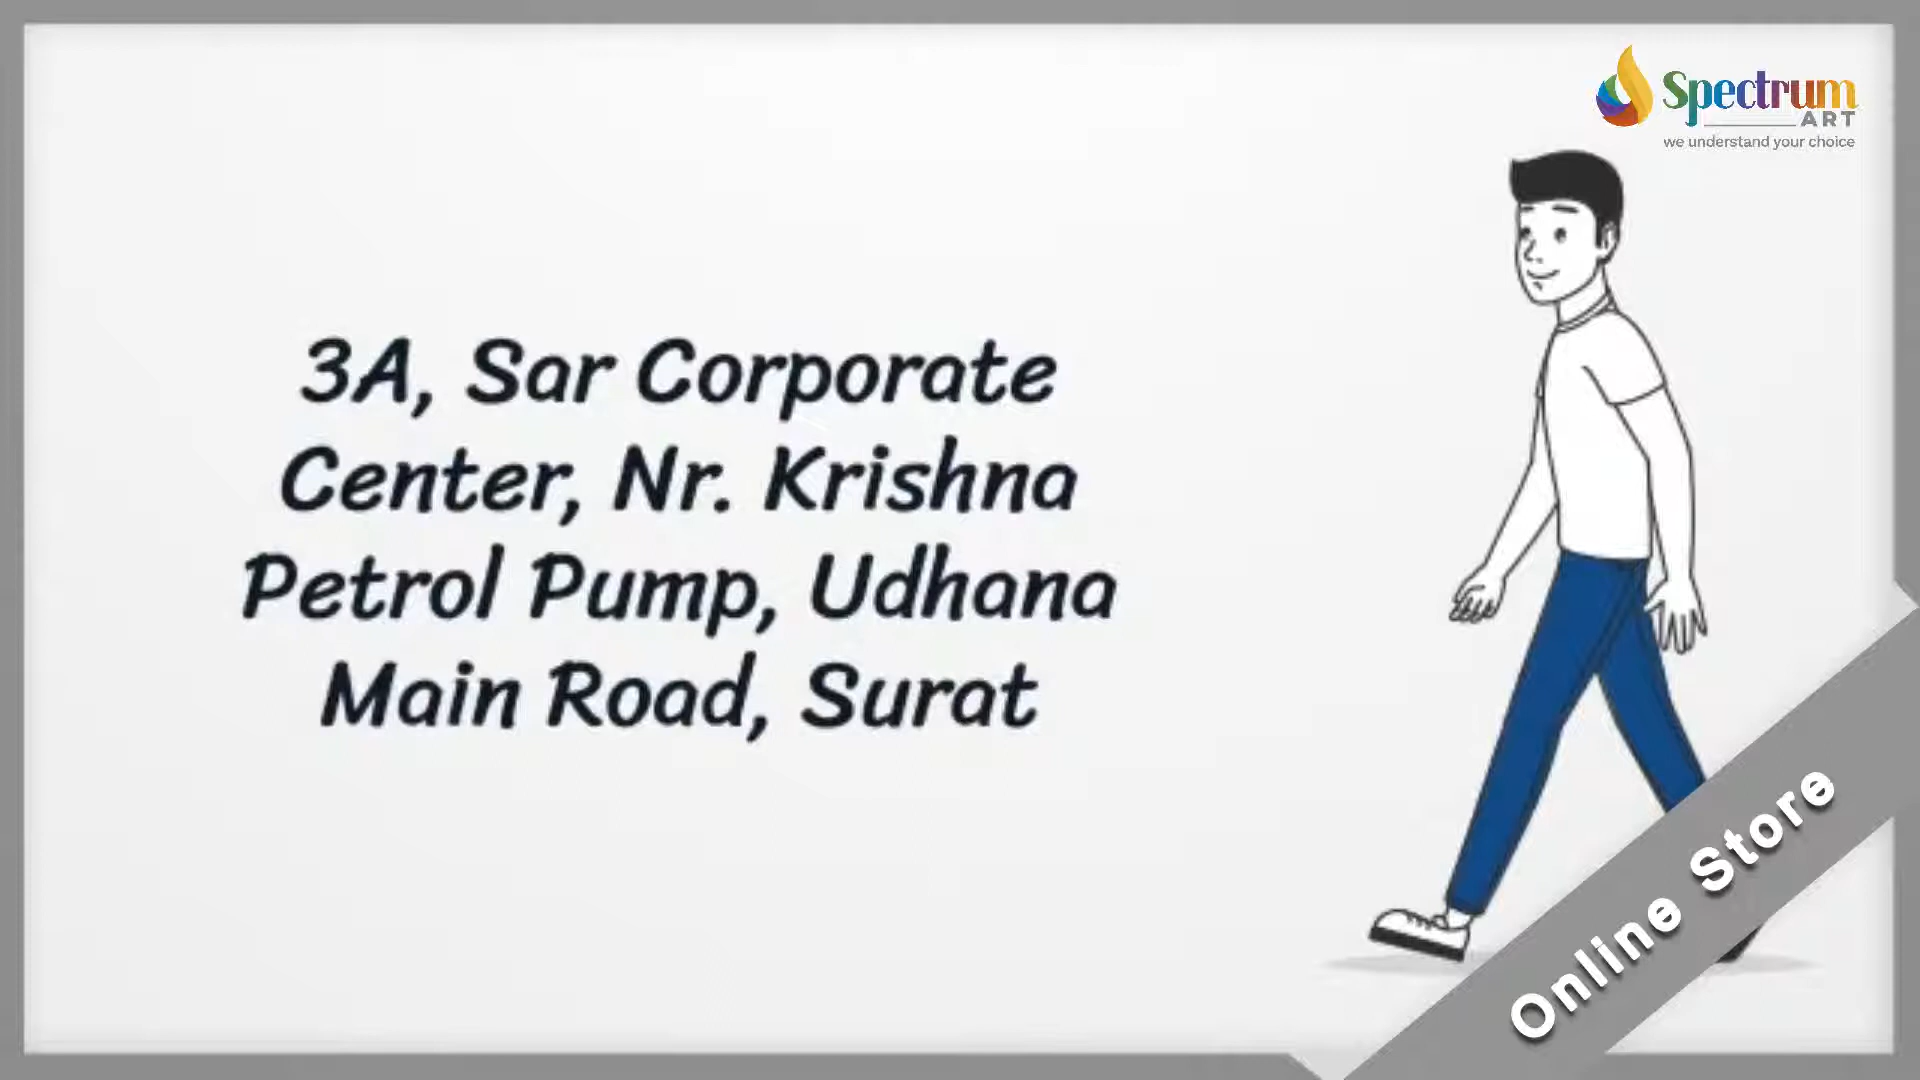 Spectrum
ART
we understand your choice
3A, Sar Corporate
Center, Nr. Krishna
Petrol Pump, Udhana
Main Road, Surat
Online Store